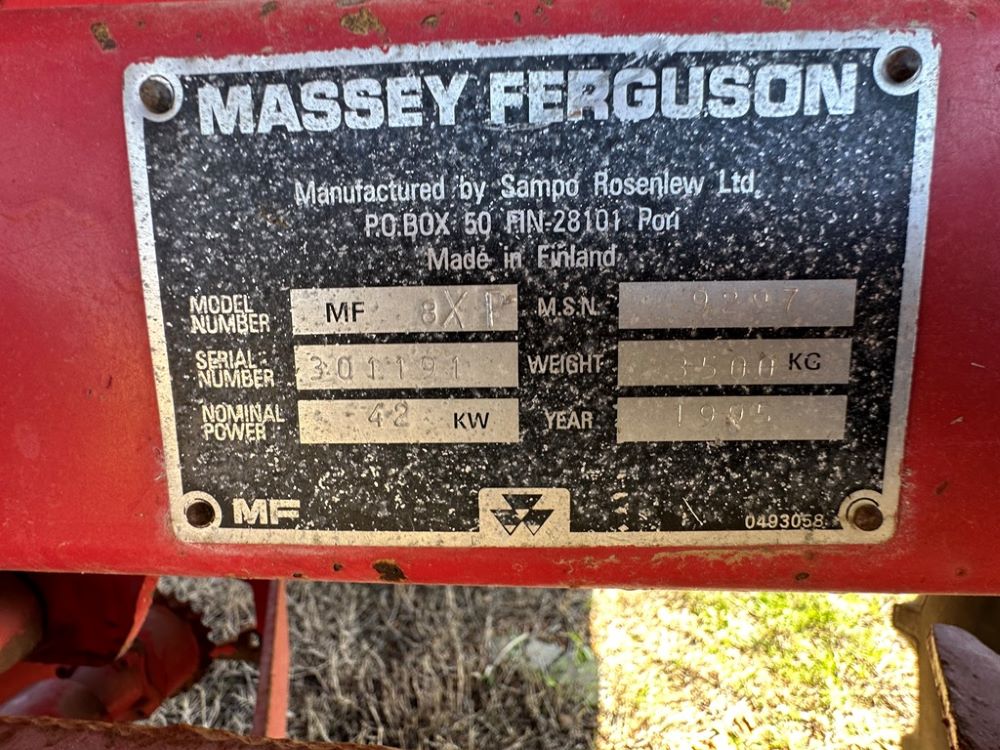 MASSEY FERGUSON
Manufactured by Sampo Rosenlew Ltd.
P.O.BOX 50 FIN-28101 Pori
Made in Finland
MODEL NUMBER MF 8XP M.S.N. 9297
SERIAL NUMBER 301191 WEIGHT 3500 KG
NOMINAL POWER 42 KW YEAR 1995
MF 0493058